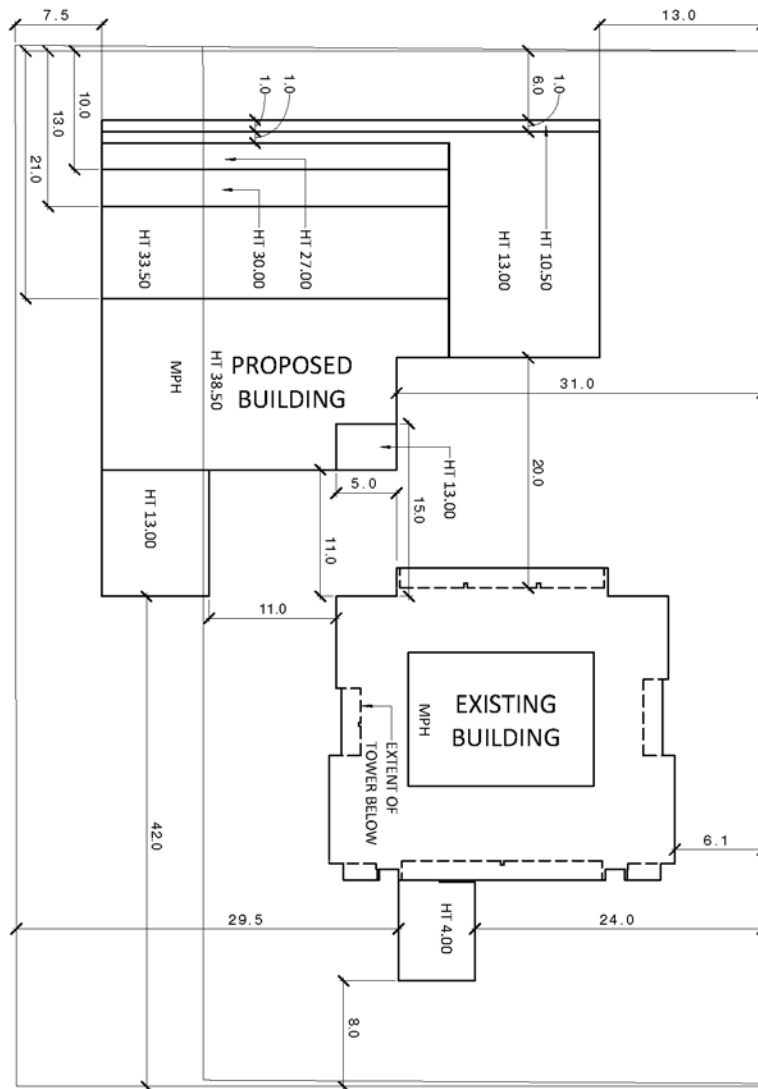 7.5
13.0
1.0
1.0
6.0
1.0
10.0
13.0
21.0
HT 33.50
HT 30.00
HT 27.00
HT 13.00
HT 10.50
MPH
HT 38.50
PROPOSED
BUILDING
31.0
HT 13.00
5.0
15.0
HT 13.00
20.0
11.0
11.0
MPH
EXISTING
BUILDING
EXTENT OF
TOWER BELOW
42.0
6.1
29.5
HT 4.00
24.0
8.0